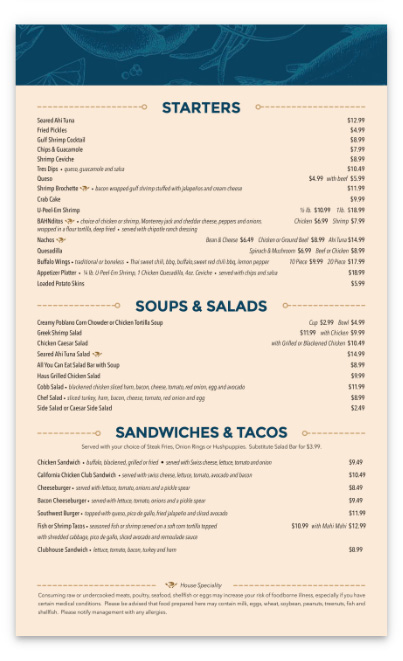 STARTERS
Seared Ahi Tuna $12.99
Fried Pickles $4.99
Gulf Shrimp Cocktail $8.99
Chips & Guacamole $7.99
Shrimp Ceviche $8.99
Tres Dips • queso, guacamole and salsa $10.49
Queso $4.99 with beef $5.99
Shrimp Brochette • bacon wrapped gulf shrimp stuffed with jalapeños and cream cheese $11.99
Crab Cake $9.99
U-Peel-Em Shrimp ½ lb. $10.99 1 lb. $18.99
BAHNditos • choice of chicken or shrimp, Monterey jack and cheddar cheese, peppers and onions, Chicken $6.99 Shrimp $7.99
wrapped in a flour tortilla, deep fried • served with chipotle ranch dressing
Nachos Bean & Cheese $6.49 Chicken or Ground Beef $8.99 Ahi Tuna $14.99
Quesadilla Spinach & Mushroom $6.99 Beef or Chicken $8.99
Buffalo Wings • traditional or boneless • Thai sweet chili, bbq, buffalo, sweet red chili bbq, lemon pepper 10 Piece $9.99 20 Piece $17.99
Appetizer Platter • ¼ lb. U-Peel-Em Shrimp, 1 Chicken Quesadilla, 4oz. Ceviche • served with chips and salsa $18.99
Loaded Potato Skins $5.99
SOUPS & SALADS
Creamy Poblano Corn Chowder or Chicken Tortilla Soup Cup $2.99 Bowl $4.99
Greek Shrimp Salad $11.99 with Chicken $9.99
Chicken Caesar Salad with Grilled or Blackened Chicken $10.49
Seared Ahi Tuna Salad $14.99
All You Can Eat Salad Bar with Soup $8.99
Haus Grilled Chicken Salad $9.99
Cobb Salad • blackened chicken sliced ham, bacon, cheese, tomato, red onion, egg and avocado $11.99
Chef Salad • sliced turkey, ham, bacon, cheese, tomato, red onion and egg $8.99
Side Salad or Caesar Side Salad $2.49
SANDWICHES & TACOS
Served with your choice of Steak Fries, Onion Rings or Hushpuppies. Substitute Salad Bar for $3.99.
Chicken Sandwich • buffalo, blackened, grilled or fried • served with Swiss cheese, lettuce, tomato and onion $9.49
California Chicken Club Sandwich • served with swiss cheese, lettuce, tomato, avocado and bacon $10.49
Cheeseburger • served with lettuce, tomato, onions and a pickle spear $8.49
Bacon Cheeseburger • served with lettuce, tomato, onions and a pickle spear $9.49
Southwest Burger • topped with queso, pico de gallo, fried jalapeño and sliced avocado $11.99
Fish or Shrimp Tacos • seasoned fish or shrimp served on a soft corn tortilla topped $10.99 with Mahi Mahi $12.99
with shredded cabbage, pico de gallo, sliced avocado and remoulade sauce
Clubhouse Sandwich • lettuce, tomato, bacon, turkey and ham $8.99
House Speciality
Consuming raw or undercooked meats, poultry, seafood, shellfish or eggs may increase your risk of foodborne illness, especially if you have
certain medical conditions. Please be advised that food prepared here may contain milk, eggs, wheat, soybean, peanuts, treenuts, fish and
shellfish. Please notify management with any allergies.